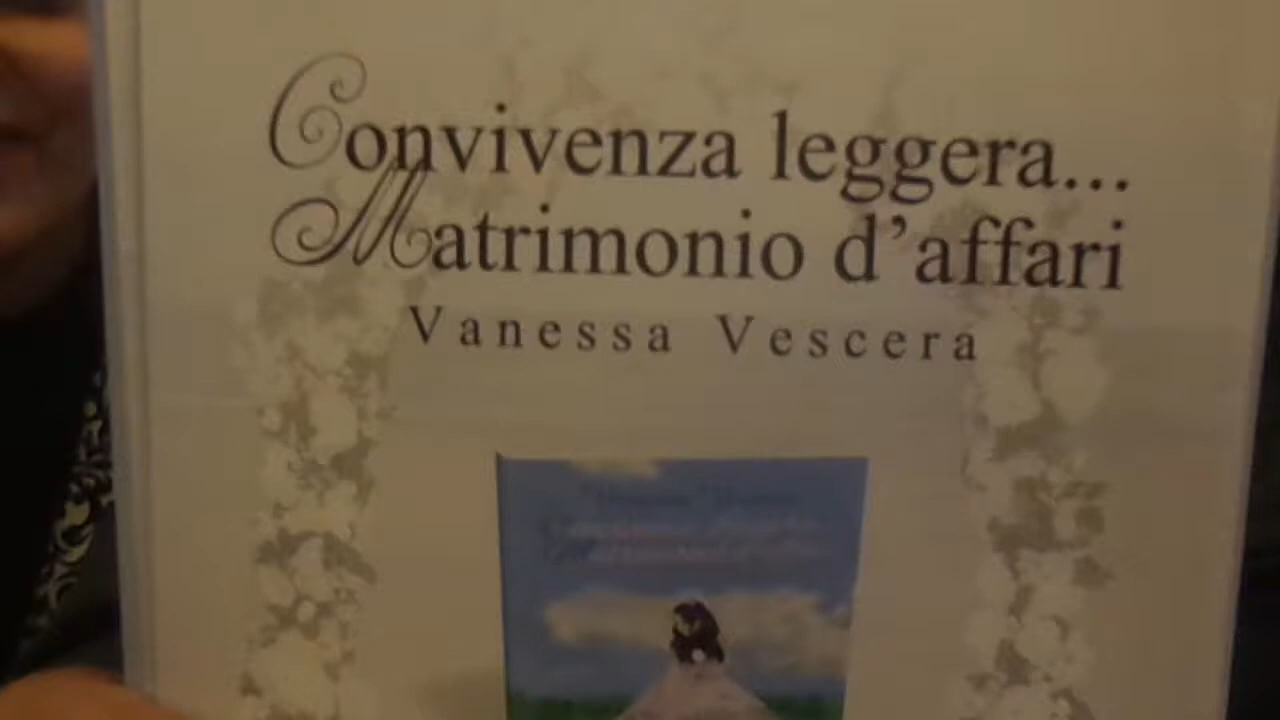 Convivenza leggera...
Matrimonio d'affari
Vanessa Vescera